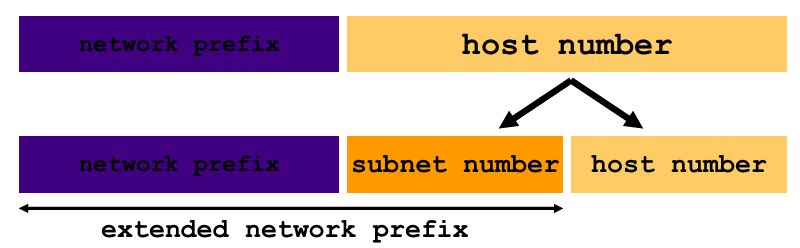 network prefix host number
network prefix subnet number host number
extended network prefix